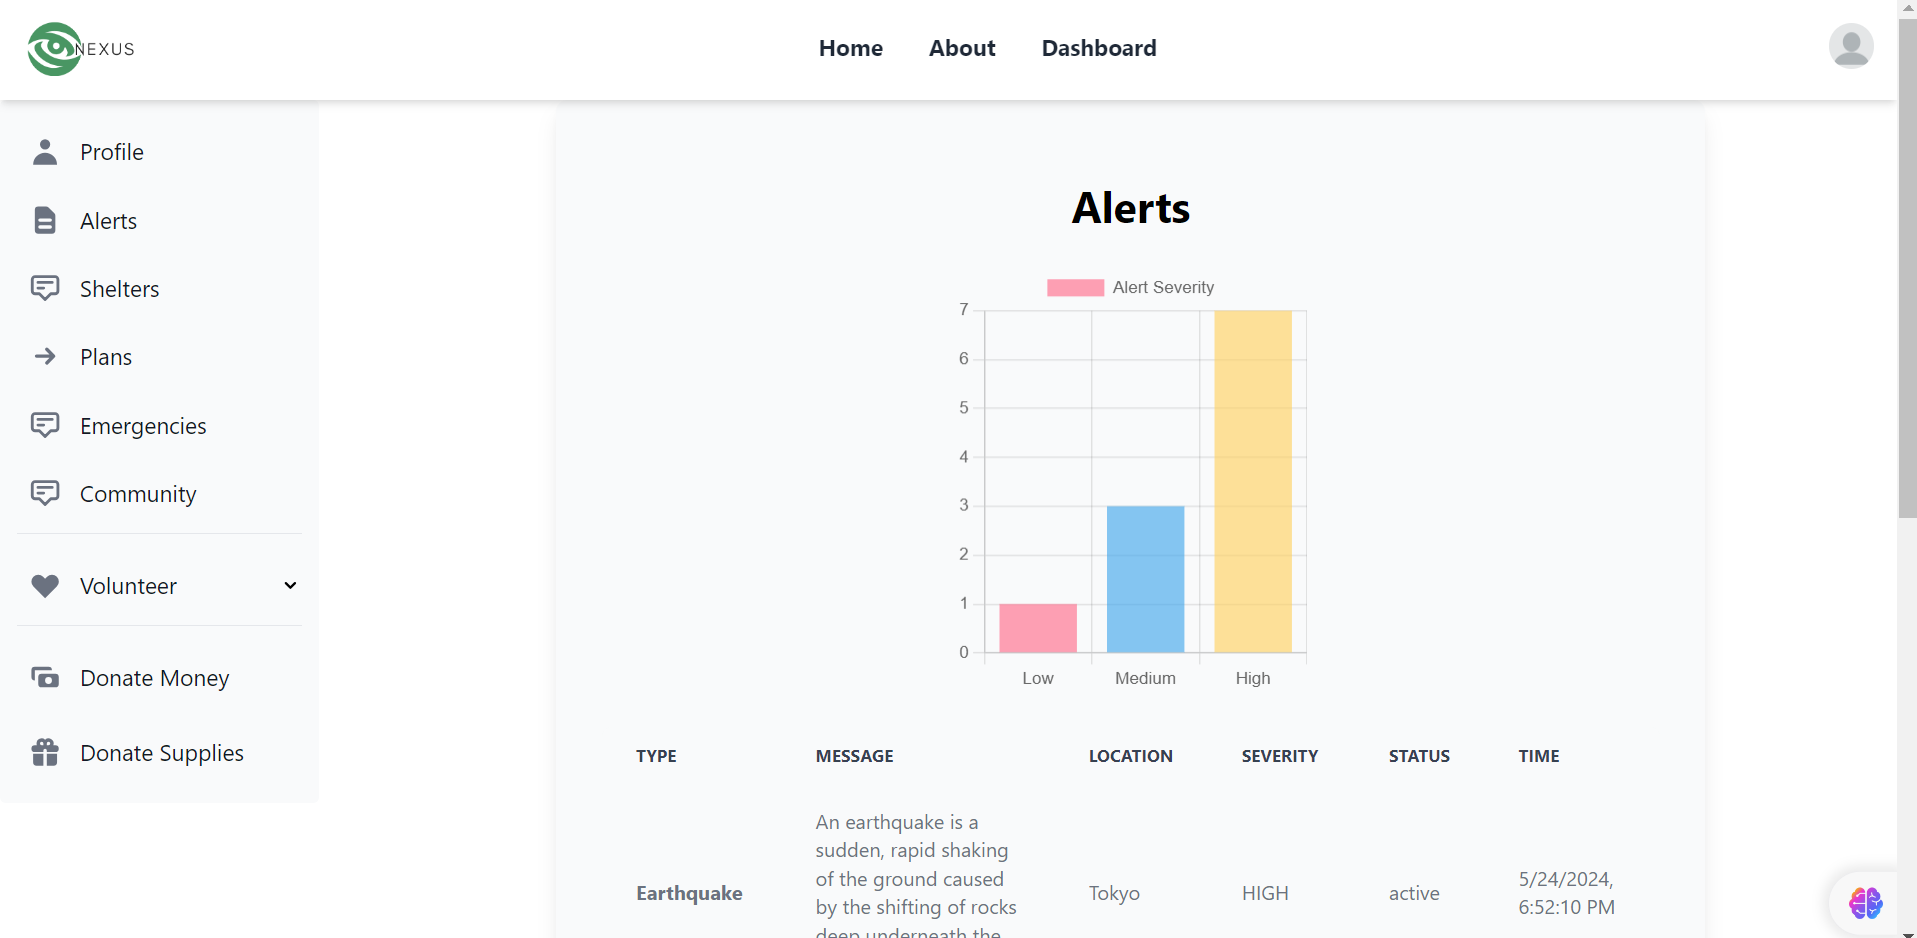 NEXUS
Home
About
Dashboard
Profile
Alerts
Shelters
Plans
Emergencies
Community
Volunteer
Donate Money
Donate Supplies
Alerts
Alert Severity
7
6
5
4
3
2
1
0
Low
Medium
High
TYPE
MESSAGE
LOCATION
SEVERITY
STATUS
TIME
Earthquake
An earthquake is a
sudden, rapid shaking
of the ground caused
by the shifting of rocks
deep underneath the
Tokyo
HIGH
active
5/24/2024,
6:52:10 PM